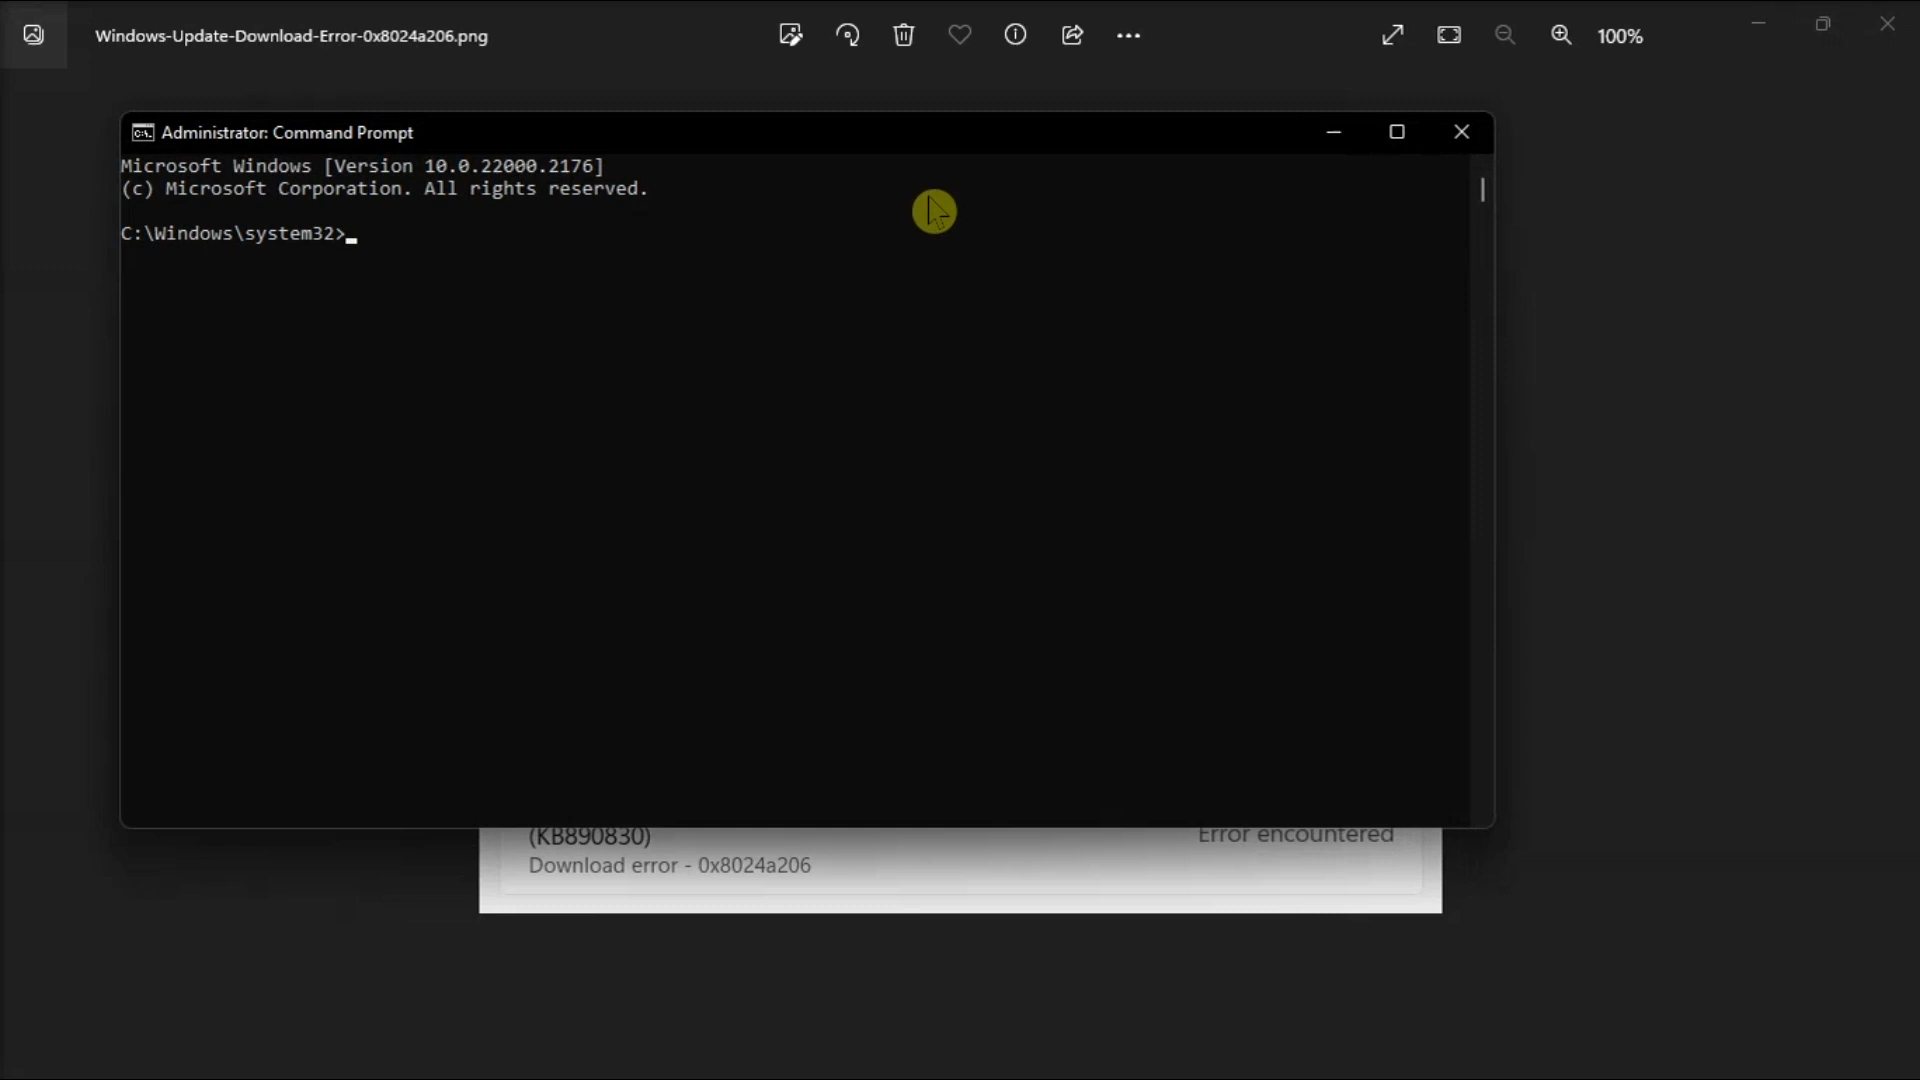 Windows-Update-Download-Error-0x8024a206.png
100%
Administrator: Command Prompt
Microsoft Windows [Version 10.0.22000.2176]
(c) Microsoft Corporation. All rights reserved.
C:\Windows\system32>
(KB890830)
Error encountered
Download error - 0x8024a206